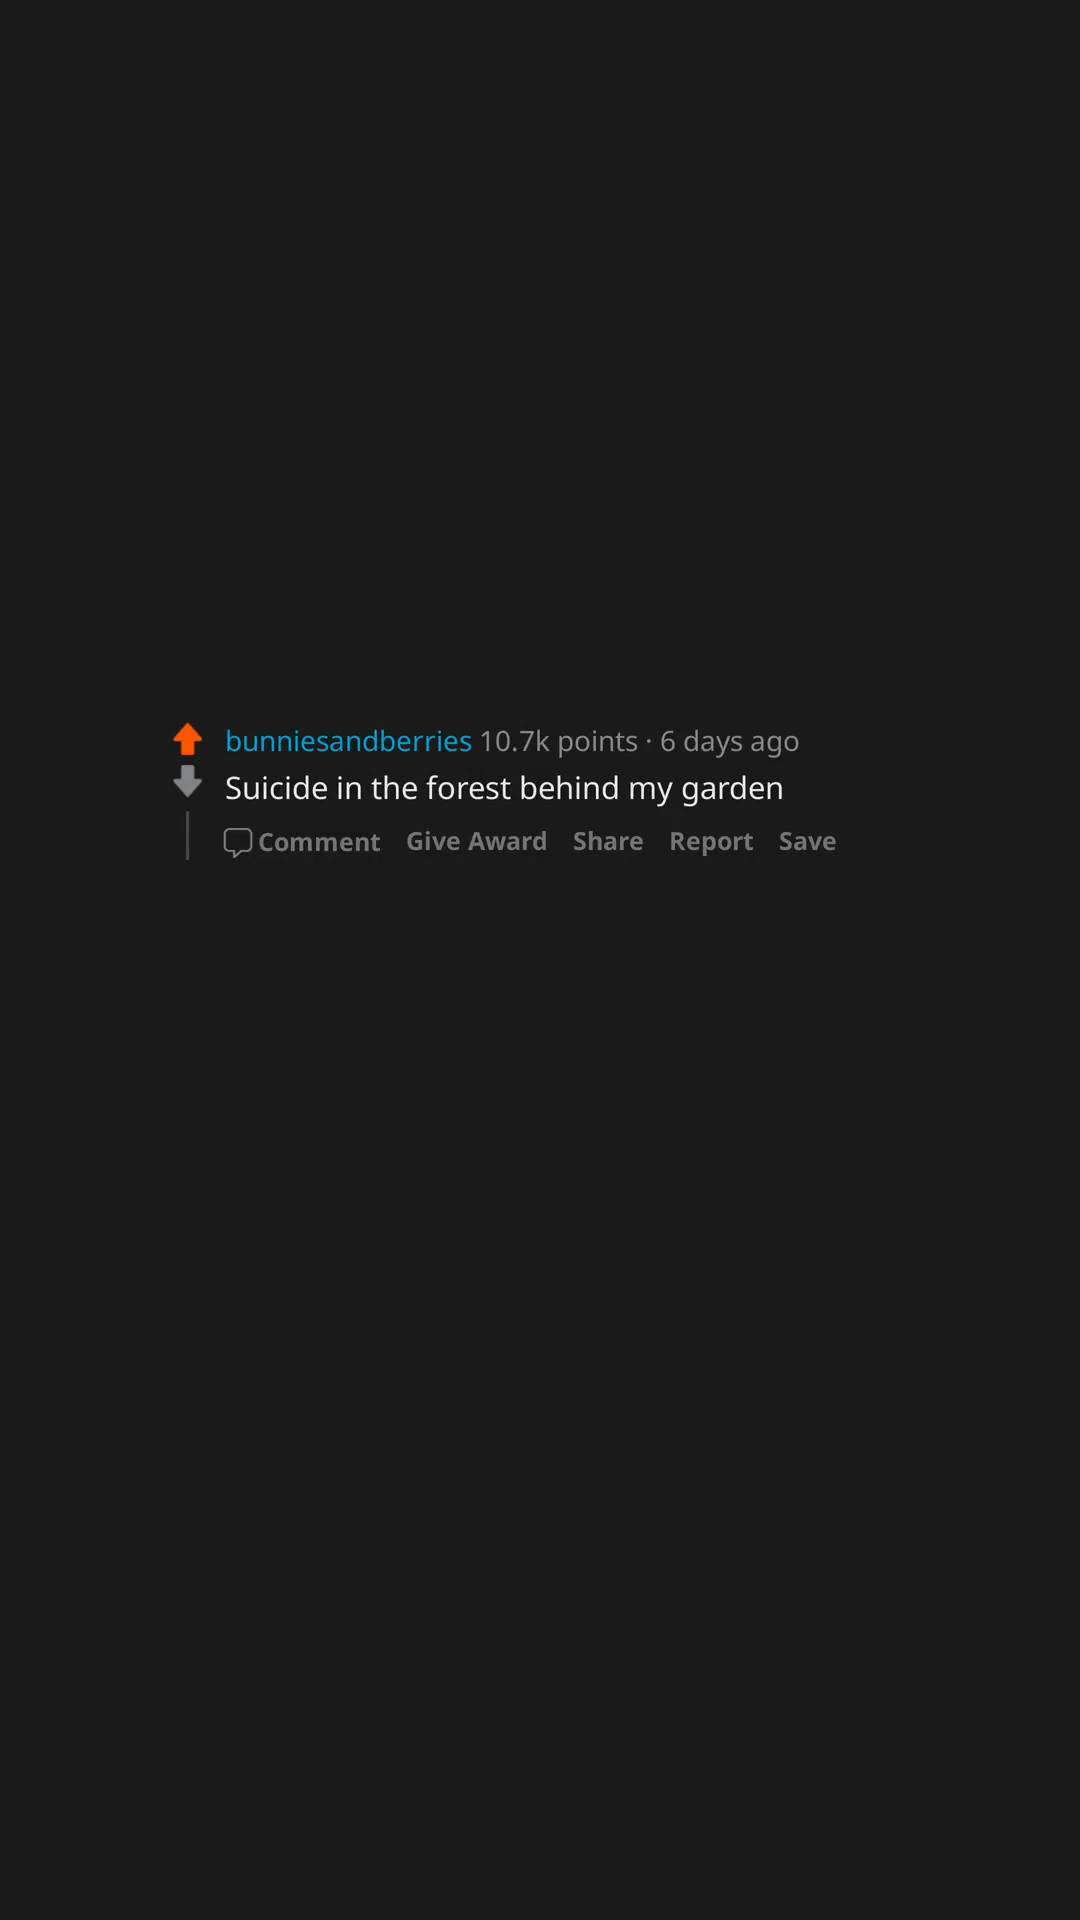 bunniesandberries 10.7k points · 6 days ago
Suicide in the forest behind my garden
Comment Give Award Share Report Save